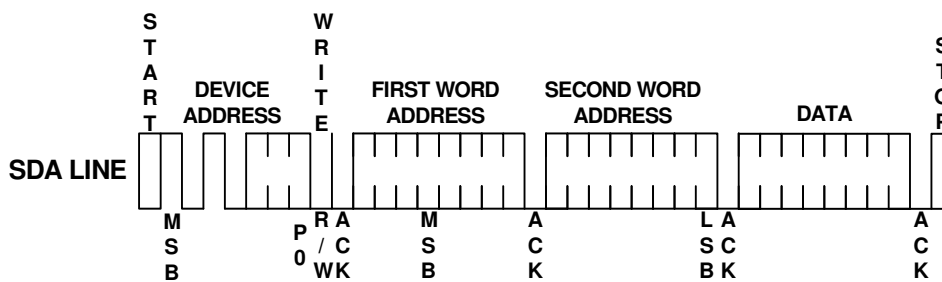 START
DEVICE
ADDRESS
WRITE
FIRST WORD
ADDRESS
SECOND WORD
ADDRESS
DATA
STOP
SDA LINE
MSB
P0
R/W
ACK
MSB
ACK
LSB
ACK
ACK